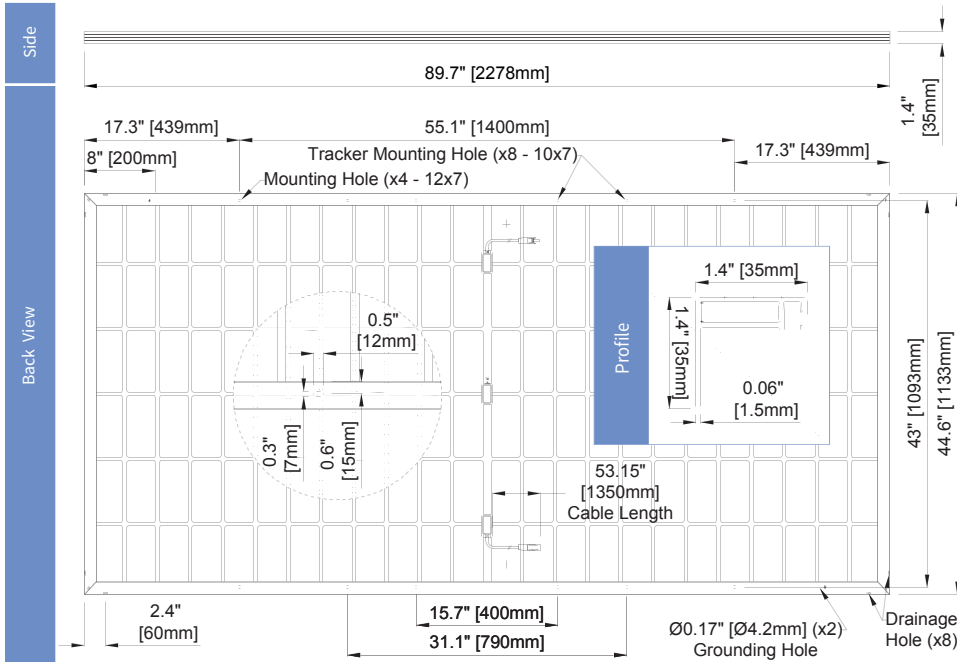 Side
89.7" [2278mm]
1.4"
[35mm]
Back View
17.3" [439mm]
55.1" [1400mm]
17.3" [439mm]
8" [200mm]
Tracker Mounting Hole (x8 - 10x7)
Mounting Hole (x4 - 12x7)
+
0.5"
[12mm]
0.3"
[7mm]
0.6"
[15mm]
Profile
1.4" [35mm]
1.4" [35mm]
0.06"
[1.5mm]
43" [1093mm]
44.6" [1133mm]
53.15"
[1350mm]
Cable Length
-
2.4"
[60mm]
15.7" [400mm]
31.1" [790mm]
Ø0.17" [Ø4.2mm] (x2)
Grounding Hole
Drainage
Hole (x8)